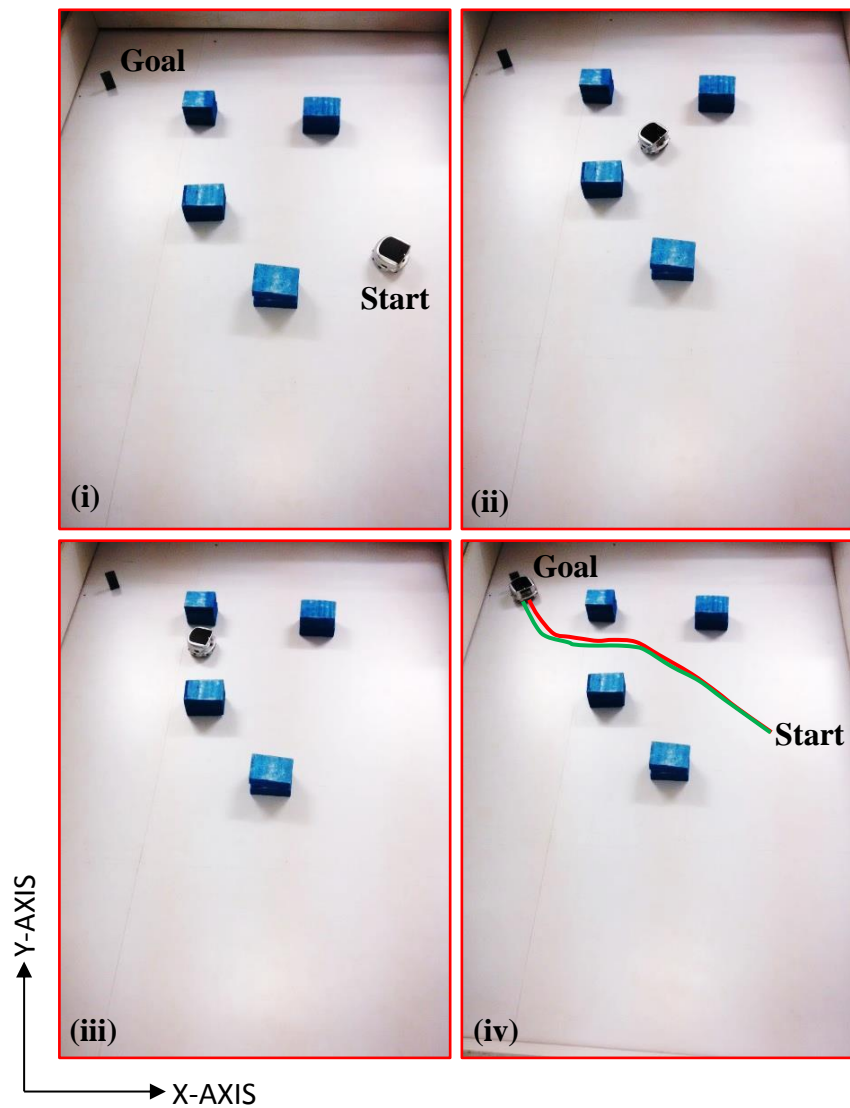 Goal
Start
(i)
(ii)
Goal
Start
(iii)
(iv)
Y-AXIS
X-AXIS